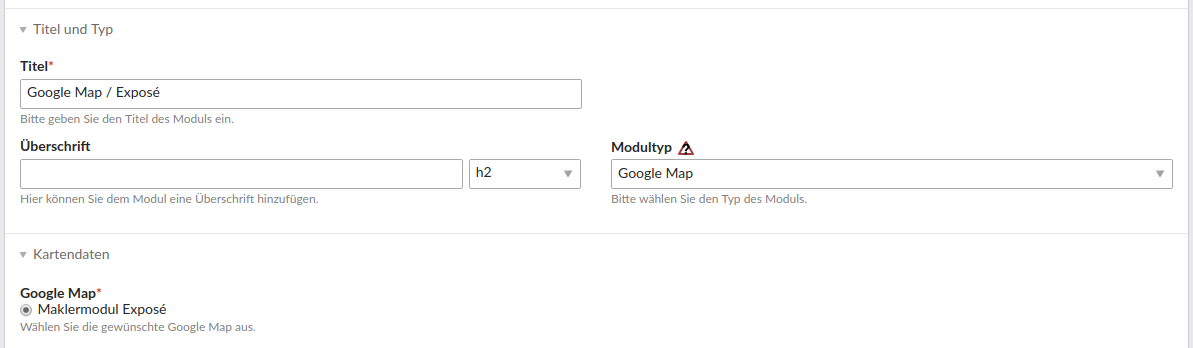 Titel und Typ
Titel*
Google Map / Exposé
Bitte geben Sie den Titel des Moduls ein.
Überschrift
Modultyp
h2
Google Map
Hier können Sie dem Modul eine Überschrift hinzufügen.
Bitte wählen Sie den Typ des Moduls.
Kartendaten
Google Map*
Maklermodul Exposé
Wählen Sie die gewünschte Google Map aus.